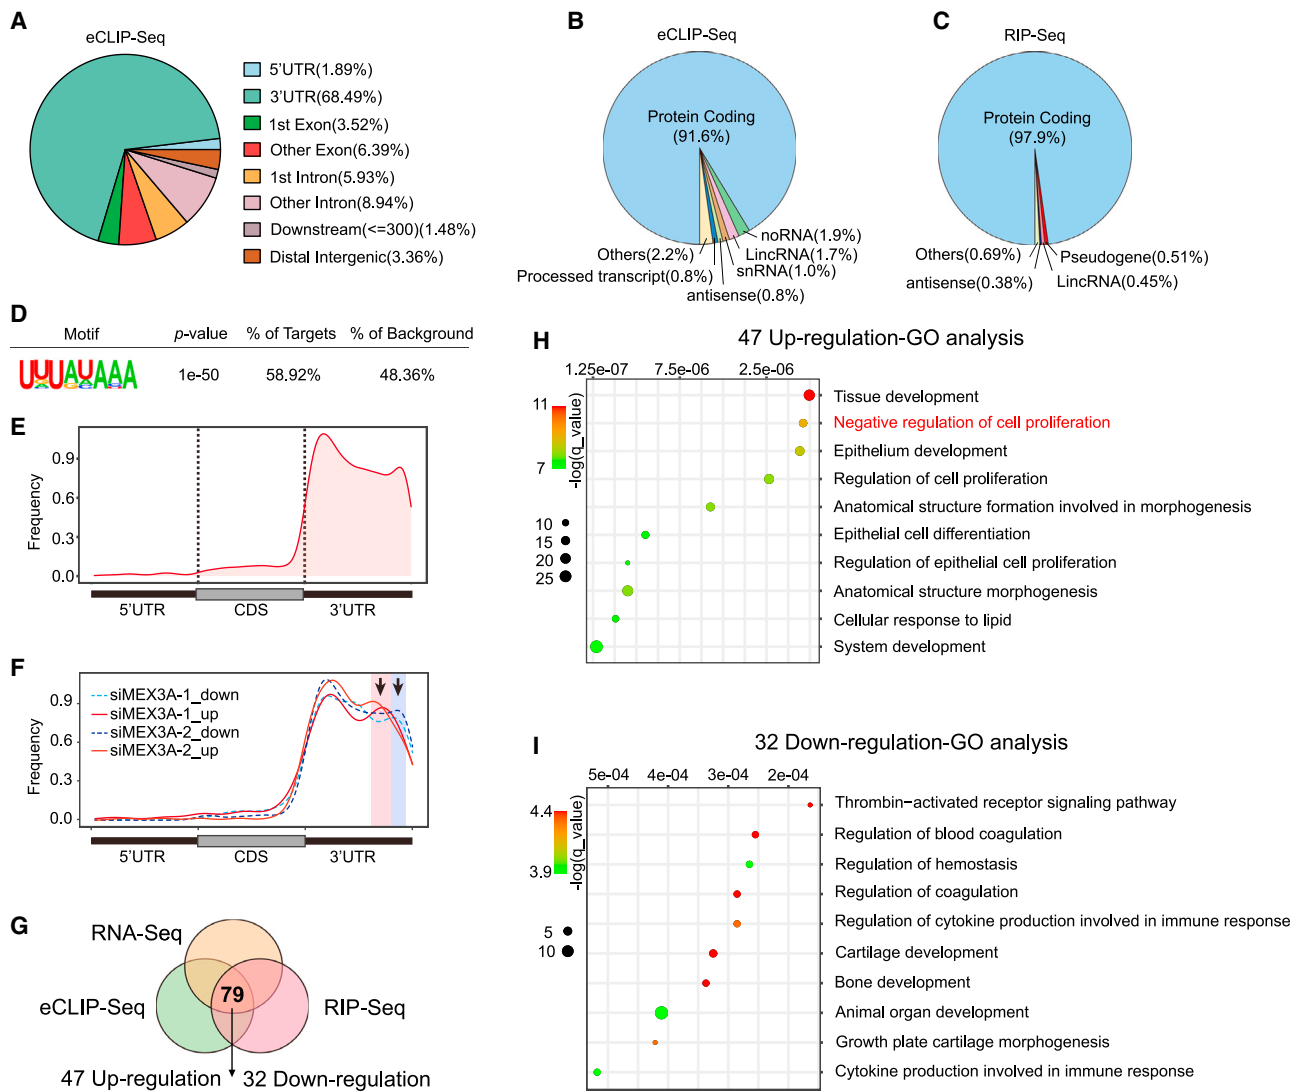 A
eCLIP-Seq
5'UTR(1.89%)
3'UTR(68.49%)
1st Exon(3.52%)
Other Exon(6.39%)
1st Intron(5.93%)
Other Intron(8.94%)
Downstream(<=300)(1.48%)
Distal Intergenic(3.36%)
B
eCLIP-Seq
Protein Coding
(91.6%)
noRNA(1.9%)
Others(2.2%)
LincRNA(1.7%)
Processed transcript(0.8%)
snRNA(1.0%)
antisense(0.8%)
C
RIP-Seq
Protein Coding
(97.9%)
Others(0.69%)
Pseudogene(0.51%)
antisense(0.38%)
LincRNA(0.45%)
D
Motif p-value % of Targets % of Background
UUUAUAAA 1e-50 58.92% 48.36%
E
Frequency
0.9
0.6
0.3
0.0
5'UTR CDS 3'UTR
F
Frequency
0.9
0.6
0.3
0.0
siMEX3A-1_down
siMEX3A-1_up
siMEX3A-2_down
siMEX3A-2_up
5'UTR CDS 3'UTR
G
RNA-Seq
eCLIP-Seq
79
RIP-Seq
47 Up-regulation 32 Down-regulation
H
47 Up-regulation-GO analysis
1.25e-07 7.5e-06 2.5e-06
11
7
-log(q_value)
10
15
20
25
Tissue development
Negative regulation of cell proliferation
Epithelium development
Regulation of cell proliferation
Anatomical structure formation involved in morphogenesis
Epithelial cell differentiation
Regulation of epithelial cell proliferation
Anatomical structure morphogenesis
Cellular response to lipid
System development
I
32 Down-regulation-GO analysis
5e-04 4e-04 3e-04 2e-04
4.4
3.9
-log(q_value)
5
10
Thrombin−activated receptor signaling pathway
Regulation of blood coagulation
Regulation of hemostasis
Regulation of coagulation
Regulation of cytokine production involved in immune response
Cartilage development
Bone development
Animal organ development
Growth plate cartilage morphogenesis
Cytokine production involved in immune response